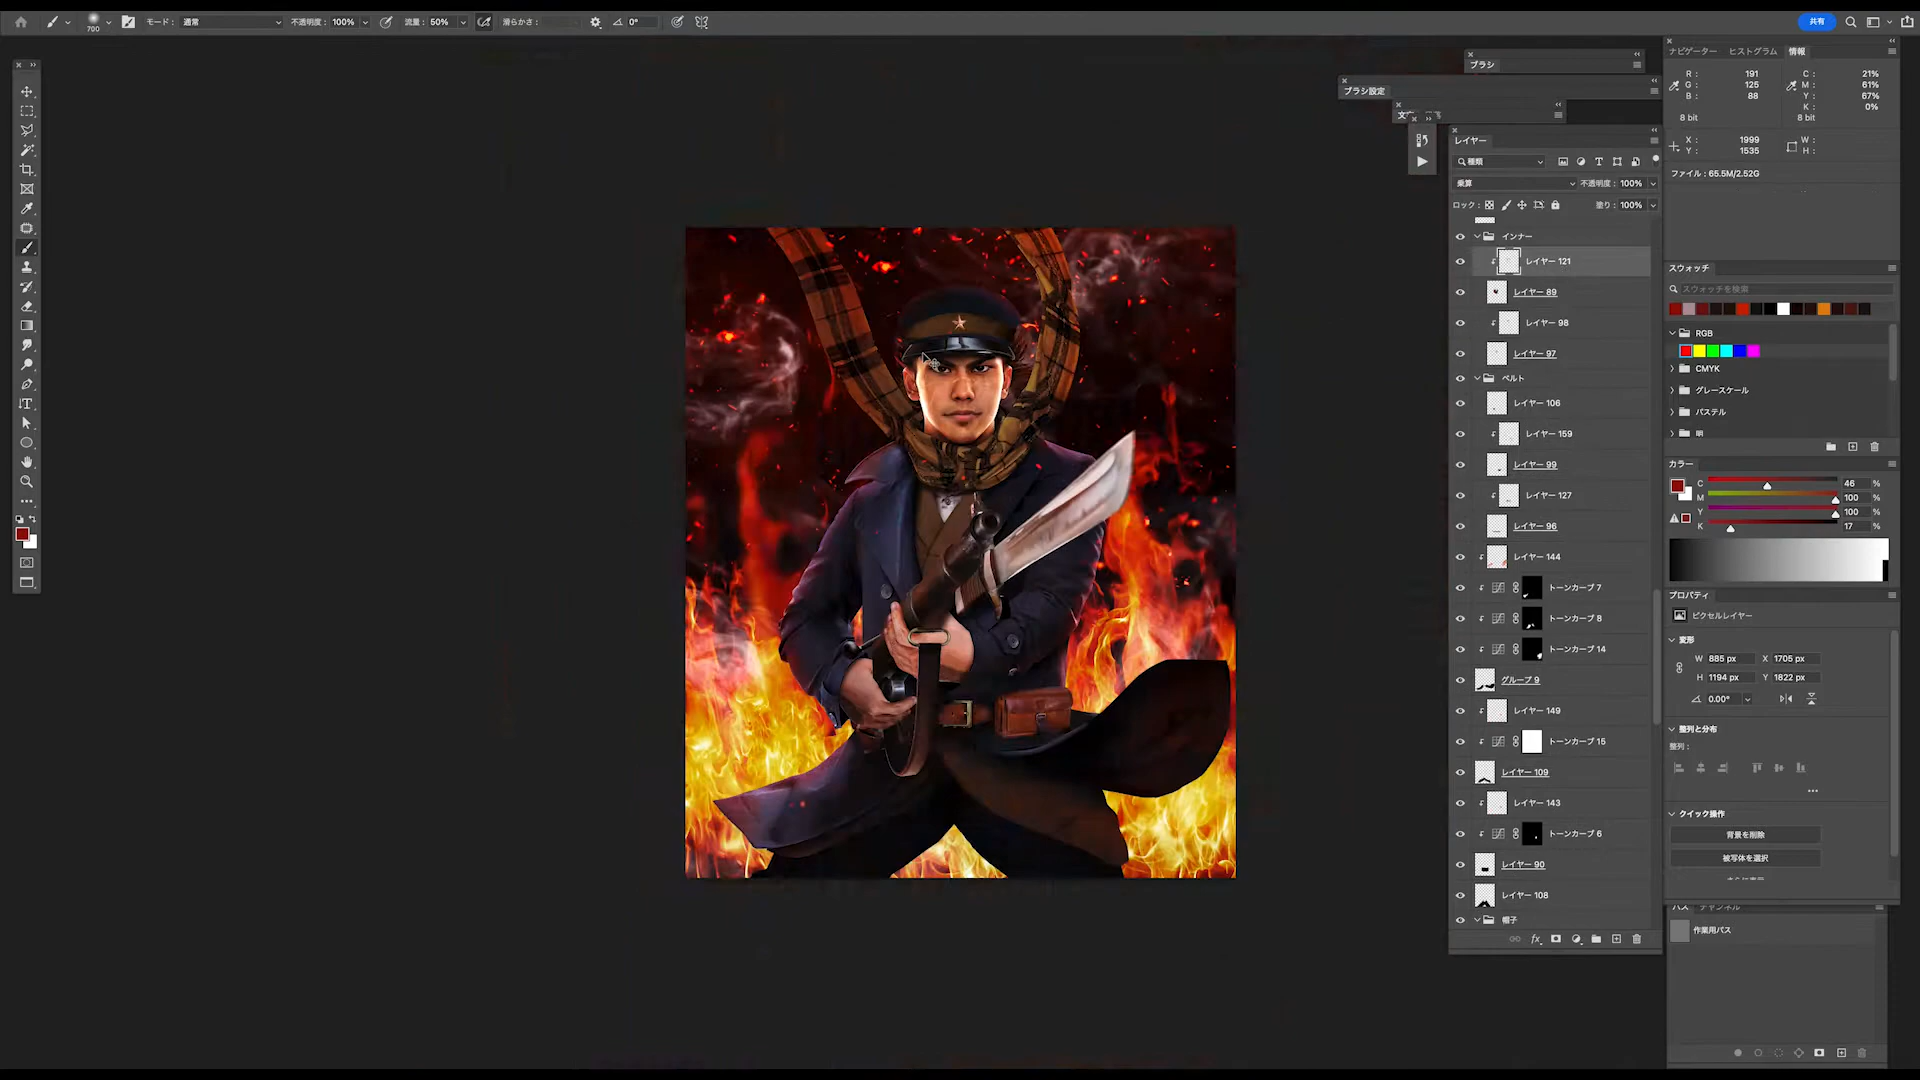 700
モード： 通常
不透明度： 100%
流量： 50%
滑らかさ：
0°
共有
ブラシ
ブラシ設定
レイヤー
種類
乗算
不透明度： 100%
ロック：
塗り： 100%
インナー
レイヤー 121
レイヤー 89
レイヤー 98
レイヤー 97
ベルト
レイヤー 106
レイヤー 159
レイヤー 99
レイヤー 127
レイヤー 96
レイヤー 144
トーンカーブ 7
トーンカーブ 8
トーンカーブ 14
グループ 9
レイヤー 149
トーンカーブ 15
レイヤー 109
レイヤー 143
トーンカーブ 6
レイヤー 90
レイヤー 108
帽子
fx
ナビゲーター ヒストグラム 情報
R： 191 C： 21%
G： 125 M： 61%
B： 88 Y： 67%
K： 0%
8 bit 8 bit
X： 1999 W：
Y： 1535 H：
ファイル：65.5M/2.52G
スウォッチ
スウォッチを検索
RGB
CMYK
グレースケール
パステル
明
カラー
C 46 %
M 100 %
Y 100 %
K 17 %
プロパティ
ピクセルレイヤー
変形
W 885 px X 1705 px
H 1194 px Y 1822 px
0.00°
整列と分布
整列：
クイック操作
背景を削除
被写体を選択
さらに表示
パス チャンネル
作業用パス